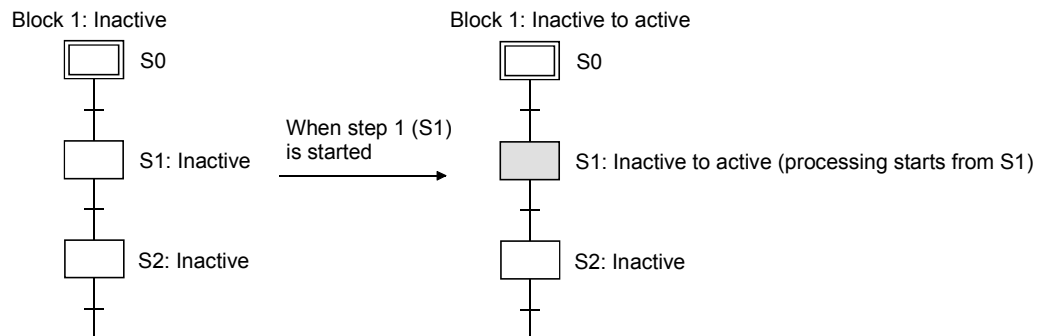 Block 1: Inactive
S0
S1: Inactive
S2: Inactive
When step 1 (S1)
is started
Block 1: Inactive to active
S0
S1: Inactive to active (processing starts from S1)
S2: Inactive